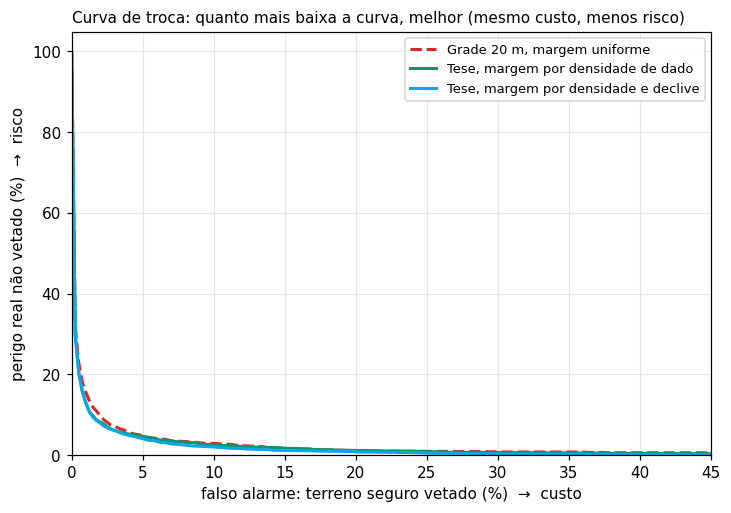 Curva de troca: quanto mais baixa a curva, melhor (mesmo custo, menos risco)
Grade 20 m, margem uniforme
Tese, margem por densidade de dado
Tese, margem por densidade e declive
perigo real não vetado (%) → risco
100
80
60
40
20
0
0 5 10 15 20 25 30 35 40 45
falso alarme: terreno seguro vetado (%) → custo